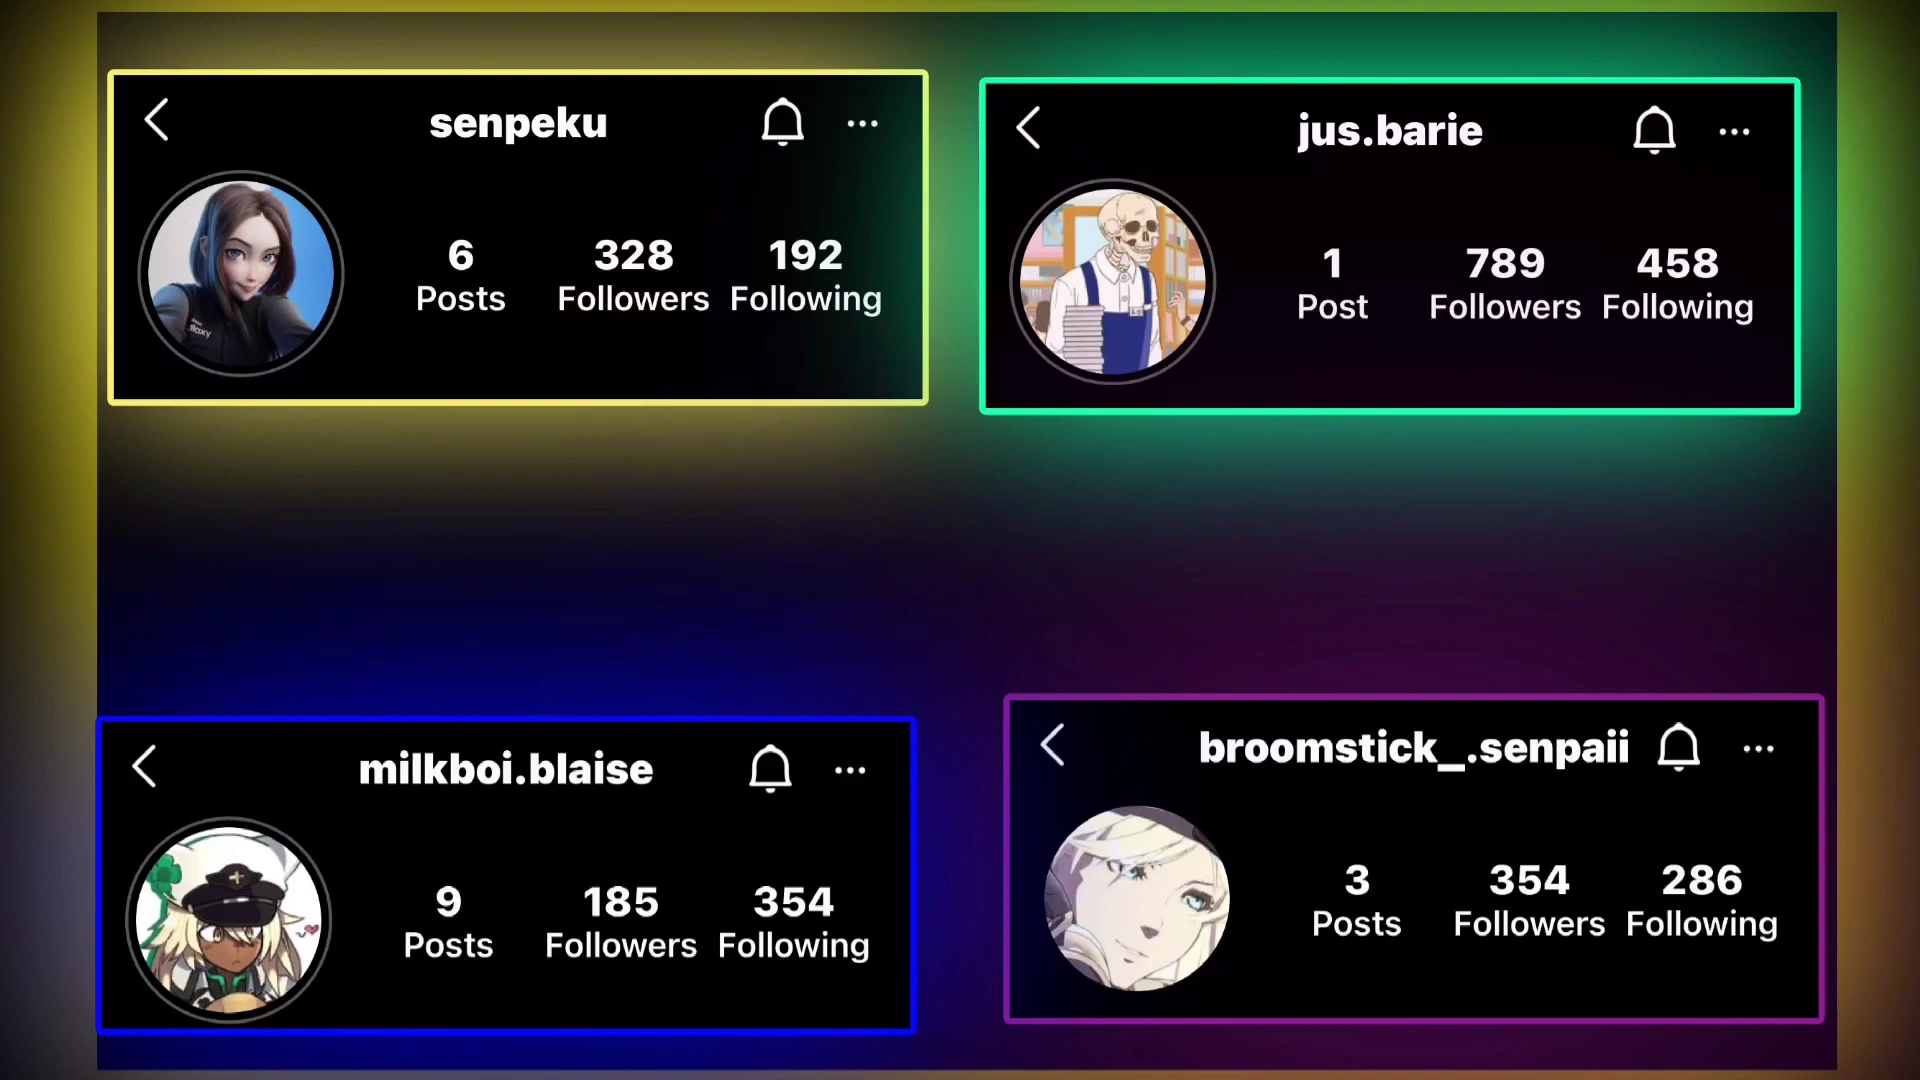 senpeku
6 328 192
Posts Followers Following
jus.barie
1 789 458
Post Followers Following
milkboi.blaise
9 185 354
Posts Followers Following
broomstick_.senpaii
3 354 286
Posts Followers Following